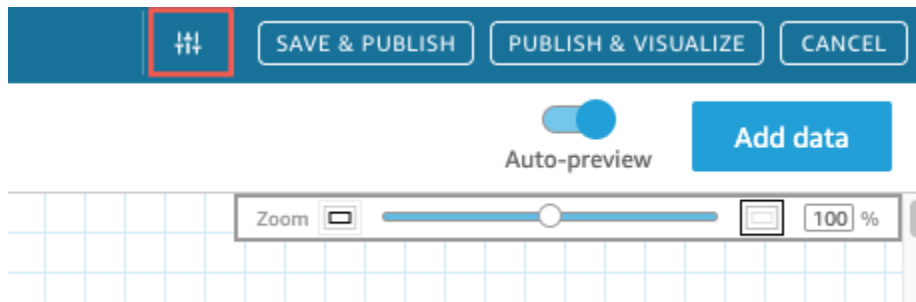 SAVE & PUBLISH PUBLISH & VISUALIZE CANCEL
Auto-preview Add data
Zoom 100 %